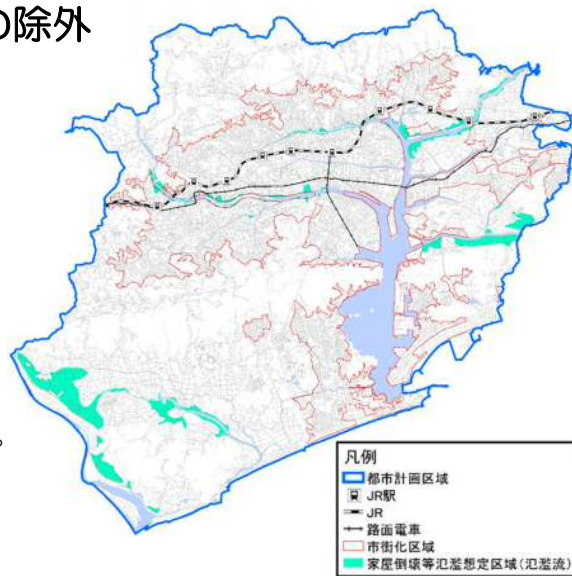 の除外
。
凡例
都市計画区域
JR駅
JR
路面電車
市街化区域
家屋倒壊等氾濫想定区域(氾濫流)